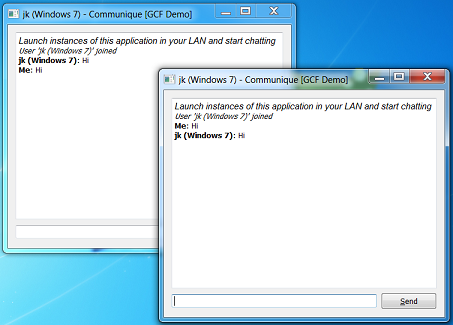 jk (Windows 7) - Communique [GCF Demo]
Launch instances of this application in your LAN and start chatting
User 'jk (Windows 7)' joined
jk (Windows 7): Hi
Me: Hi
jk (Windows 7) - Communique [GCF Demo]
Launch instances of this application in your LAN and start chatting
User 'jk (Windows 7)' joined
Me: Hi
jk (Windows 7): Hi
Send